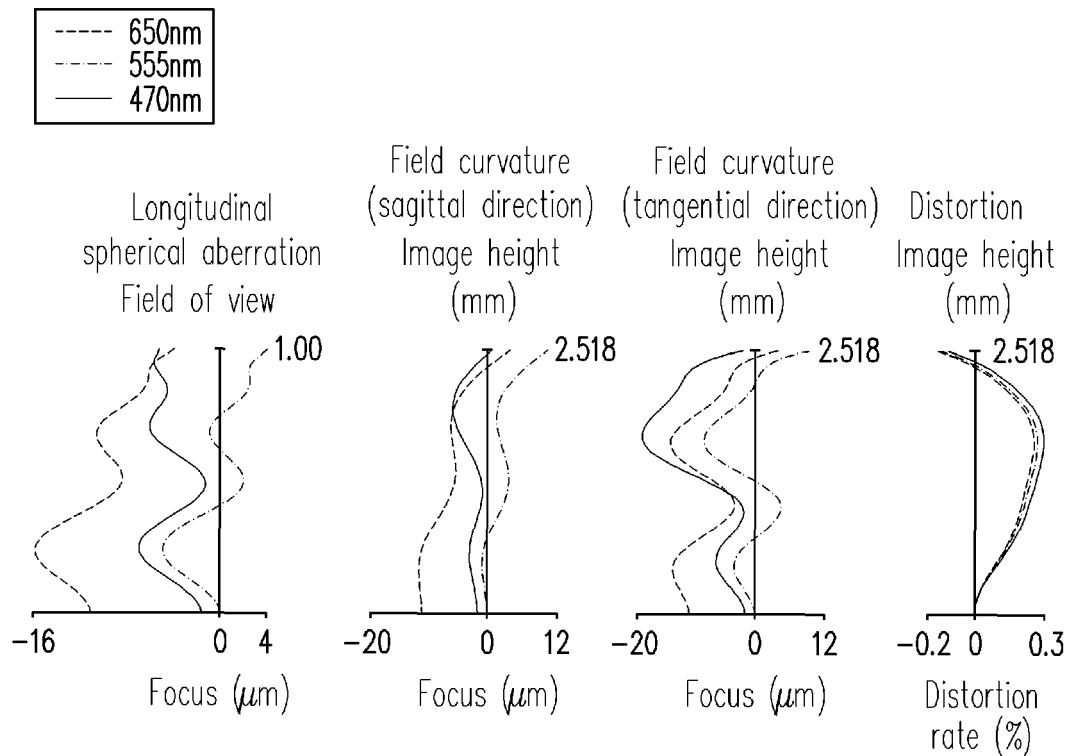 650nm
555nm
470nm
Longitudinal
spherical aberration
Field of view
1.00
-16 0 4
Focus (μm)
Field curvature
(sagittal direction)
Image height
(mm)
2.518
-20 0 12
Focus (μm)
Field curvature
(tangential direction)
Image height
(mm)
2.518
-20 0 12
Focus (μm)
Distortion
Image height
(mm)
2.518
-0.2 0 0.3
Distortion
rate (%)